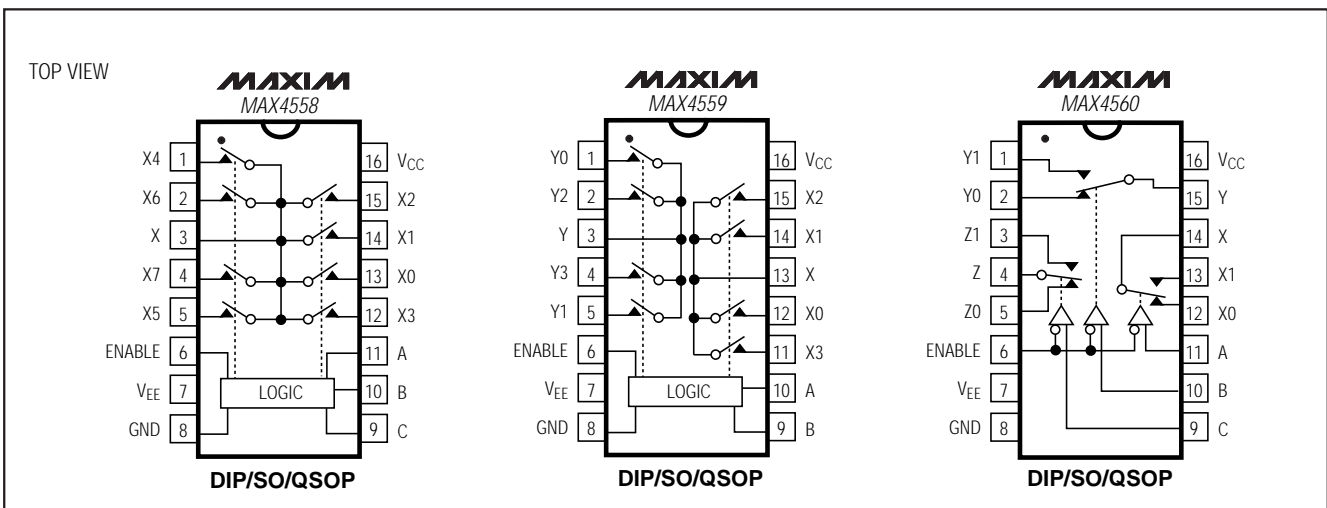 TOP VIEW
MAXIM
MAX4558
X4 1
16 VCC
X6 2
15 X2
X 3
14 X1
X7 4
13 X0
X5 5
12 X3
ENABLE 6
11 A
VEE 7
LOGIC
10 B
GND 8
9 C
DIP/SO/QSOP
MAXIM
MAX4559
Y0 1
16 VCC
Y2 2
15 X2
Y 3
14 X1
Y3 4
13 X
Y1 5
12 X0
ENABLE 6
11 X3
VEE 7
LOGIC
10 A
GND 8
9 B
DIP/SO/QSOP
MAXIM
MAX4560
Y1 1
16 VCC
Y0 2
15 Y
Z1 3
14 X
Z 4
13 X1
Z0 5
12 X0
ENABLE 6
11 A
VEE 7
10 B
GND 8
9 C
DIP/SO/QSOP